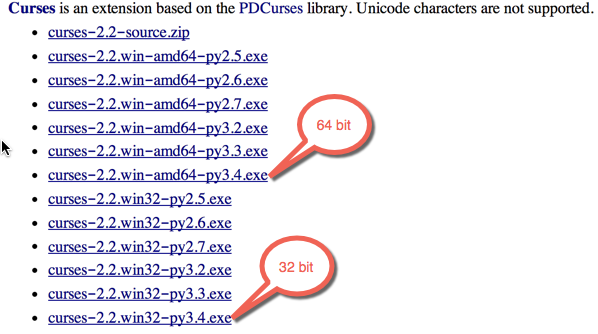 Curses is an extension based on the PDCurses library. Unicode characters are not supported.
curses-2.2-source.zip
curses-2.2.win-amd64-py2.5.exe
curses-2.2.win-amd64-py2.6.exe
curses-2.2.win-amd64-py2.7.exe
curses-2.2.win-amd64-py3.2.exe
64 bit
curses-2.2.win-amd64-py3.3.exe
curses-2.2.win-amd64-py3.4.exe
curses-2.2.win32-py2.5.exe
curses-2.2.win32-py2.6.exe
curses-2.2.win32-py2.7.exe
curses-2.2.win32-py3.2.exe
32 bit
curses-2.2.win32-py3.3.exe
curses-2.2.win32-py3.4.exe